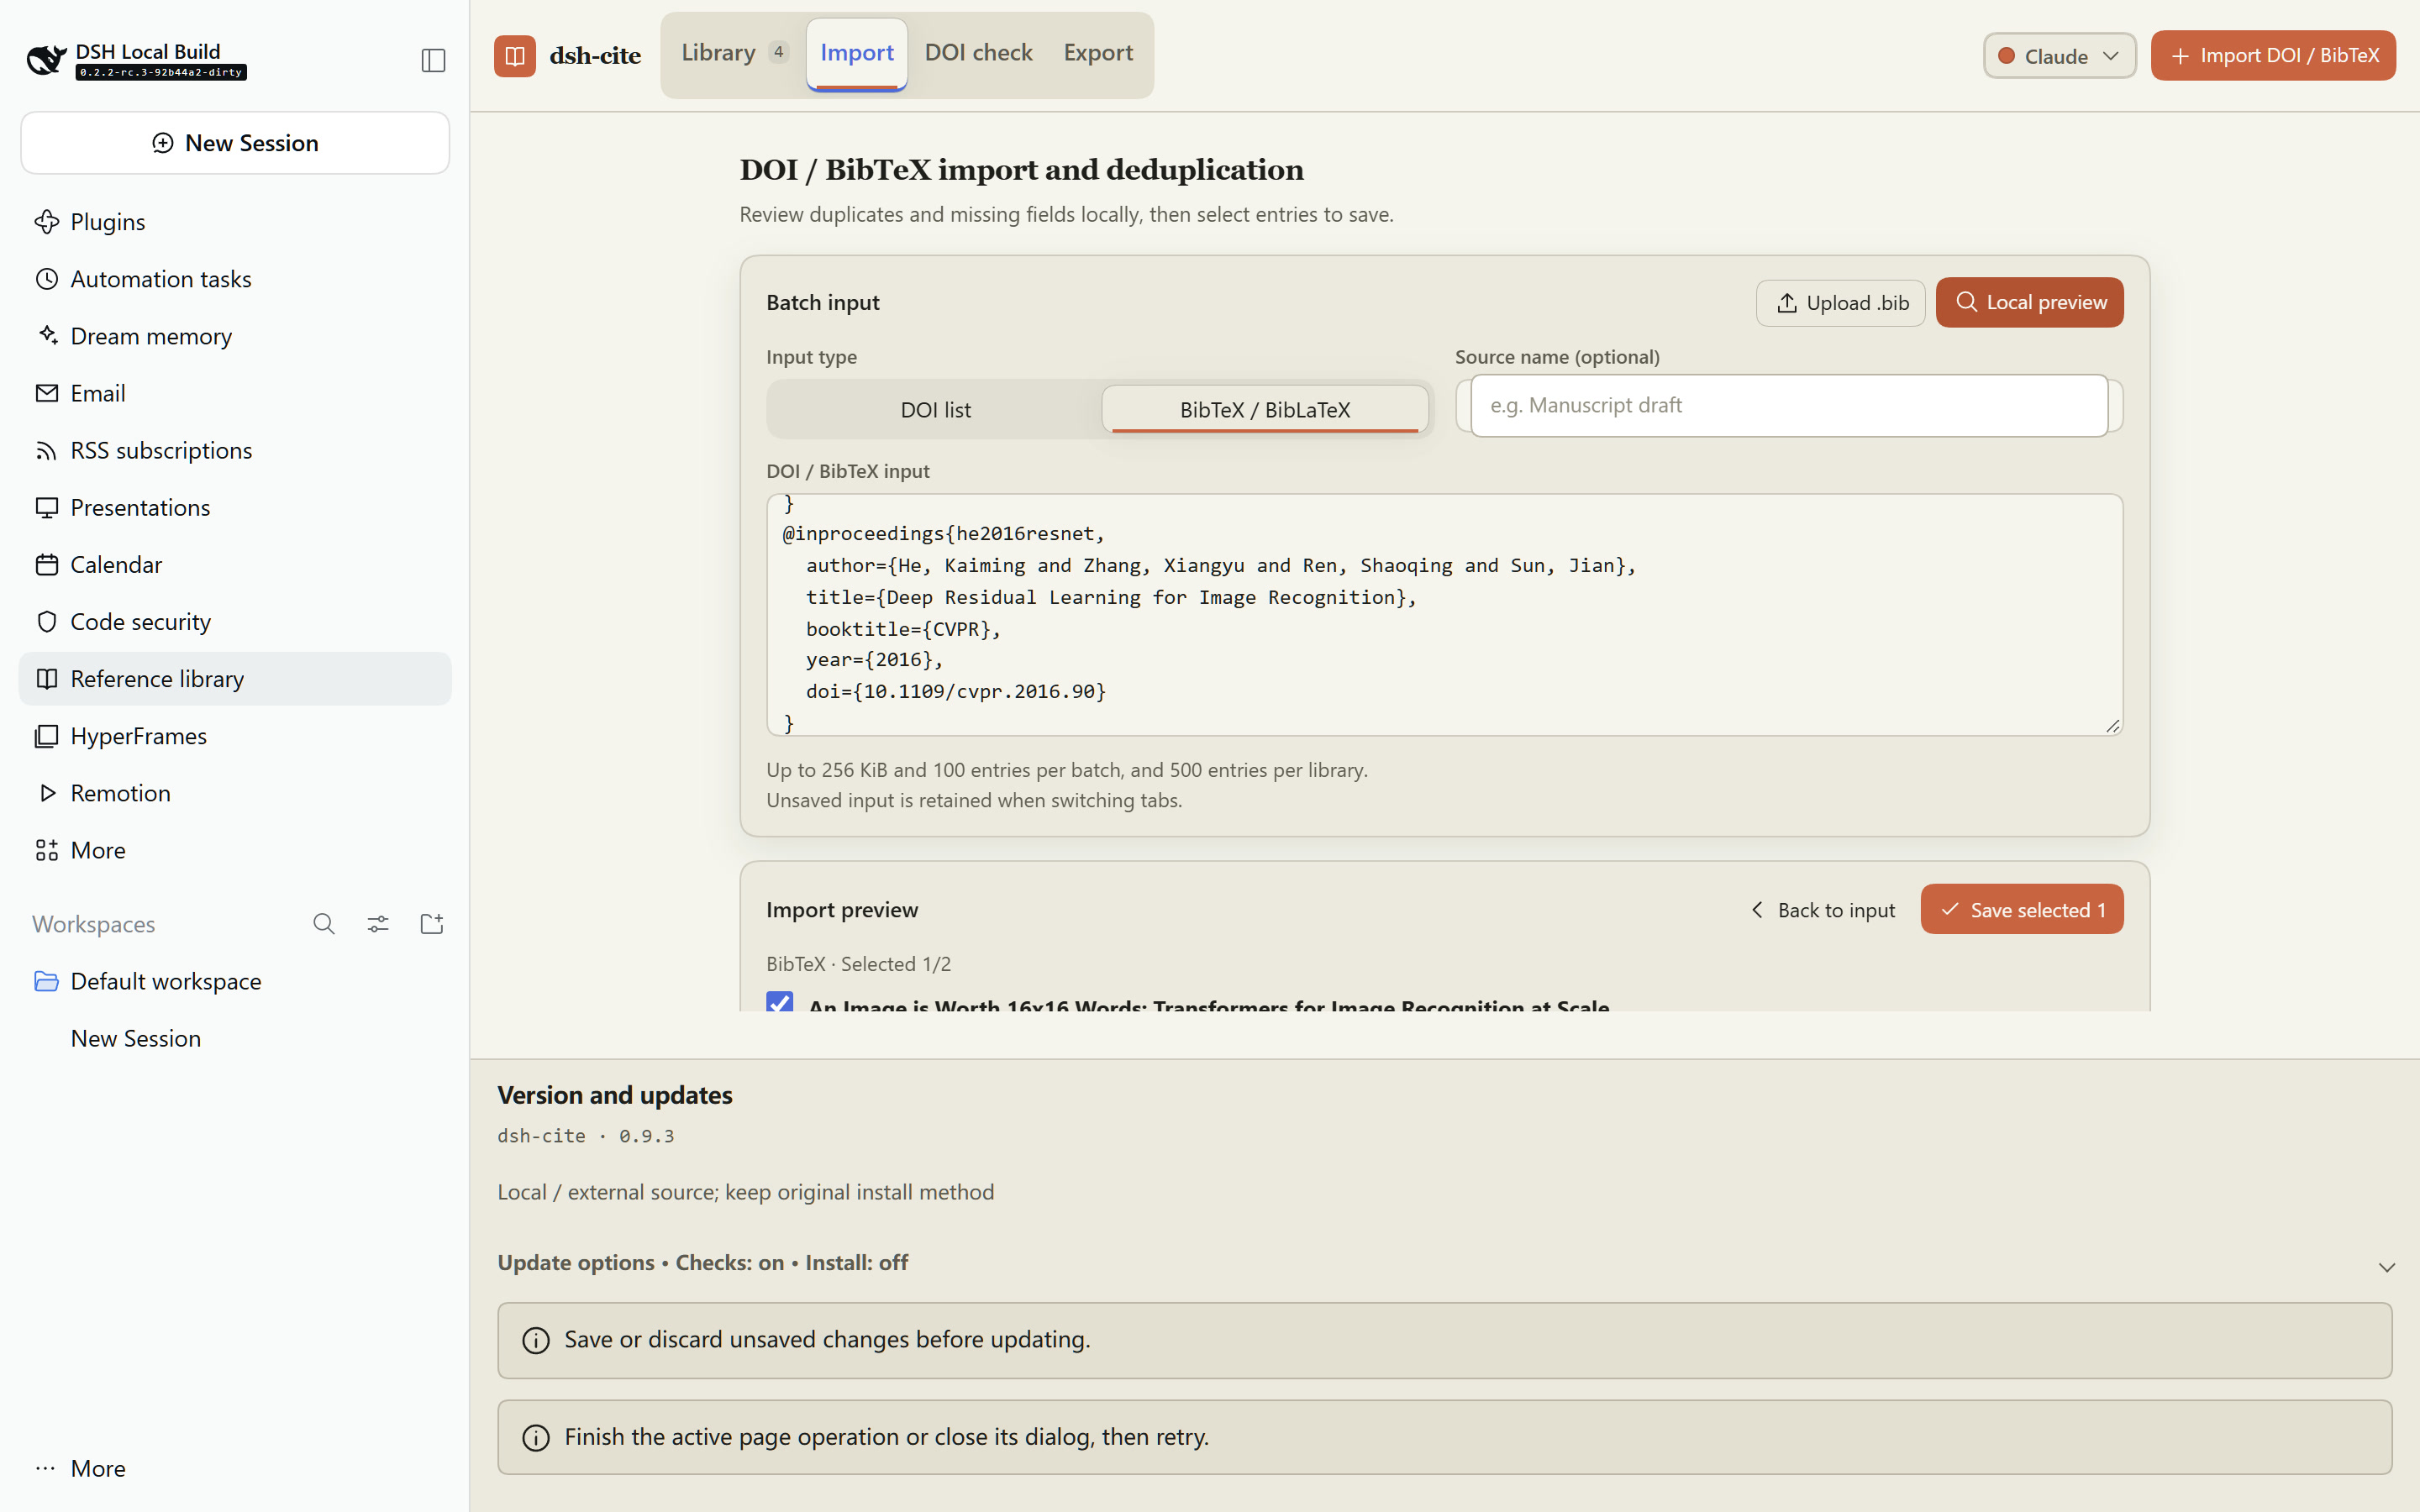 DSH Local Build
0.2.2-rc.3-92b44a2-dirty
New Session
Plugins
Automation tasks
Dream memory
Email
RSS subscriptions
Presentations
Calendar
Code security
Reference library
HyperFrames
Remotion
More
Workspaces
Default workspace
New Session
More
dsh-cite
Library 4
Import
DOI check
Export
Claude
Import DOI / BibTeX
DOI / BibTeX import and deduplication
Review duplicates and missing fields locally, then select entries to save.
Batch input
Upload .bib
Local preview
Input type
DOI list
BibTeX / BibLaTeX
Source name (optional)
e.g. Manuscript draft
DOI / BibTeX input
}
@inproceedings{he2016resnet,
author={He, Kaiming and Zhang, Xiangyu and Ren, Shaoqing and Sun, Jian},
title={Deep Residual Learning for Image Recognition},
booktitle={CVPR},
year={2016},
doi={10.1109/cvpr.2016.90}
}
Up to 256 KiB and 100 entries per batch, and 500 entries per library.
Unsaved input is retained when switching tabs.
Import preview
Back to input
Save selected 1
BibTeX · Selected 1/2
An Image is Worth 16x16 Words: Transformers for Image Recognition at Scale
Version and updates
dsh-cite · 0.9.3
Local / external source; keep original install method
Update options • Checks: on • Install: off
Save or discard unsaved changes before updating.
Finish the active page operation or close its dialog, then retry.